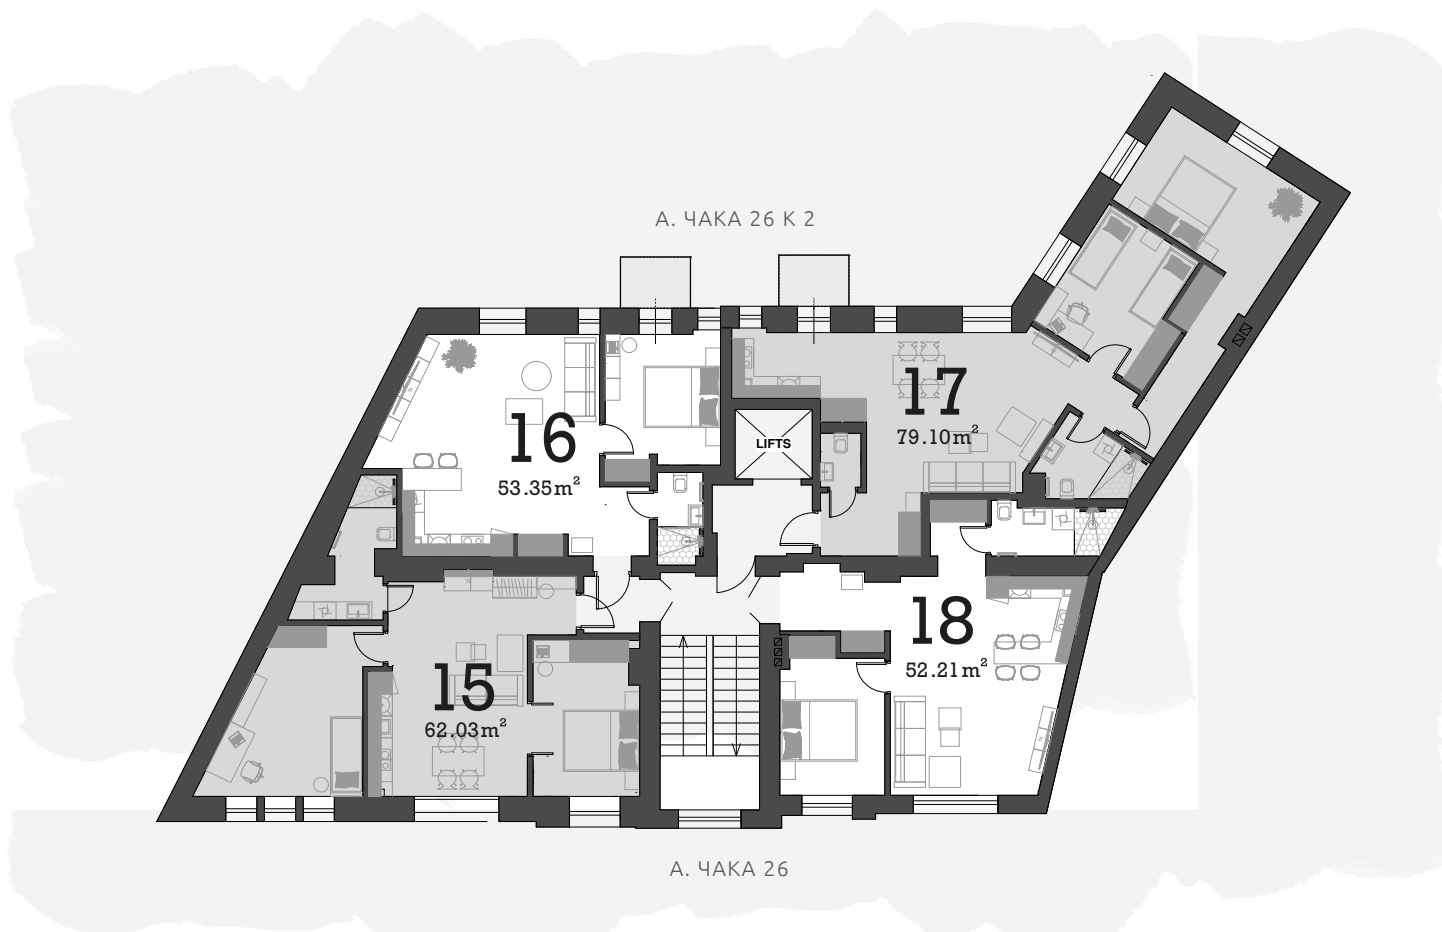 А. ЧАКА 26 К 2
16
53.35m²
17
79.10m²
LIFTS
15
62.03m²
18
52.21m²
А. ЧАКА 26